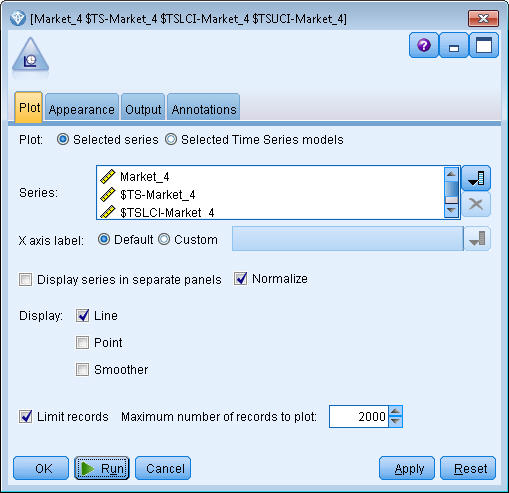 [Market_4 $TS-Market_4 $TSLCI-Market_4 $TSUCI-Market_4]
?
Plot Appearance Output Annotations
Plot: Selected series Selected Time Series models
Series:
Market_4
$TS-Market_4
$TSLCI-Market_4
X axis label: Default Custom
Display series in separate panels Normalize
Display: Line
Point
Smoother
Limit records Maximum number of records to plot: 2000
OK Run Cancel Apply Reset